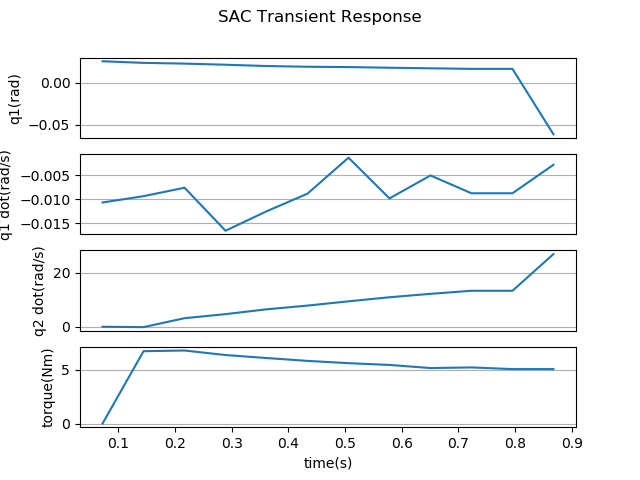 SAC Transient Response
q1(rad)
0.00
−0.05
q1 dot(rad/s)
−0.005
−0.010
−0.015
q2 dot(rad/s)
20
0
torque(Nm)
5
0
0.1 0.2 0.3 0.4 0.5 0.6 0.7 0.8 0.9
time(s)